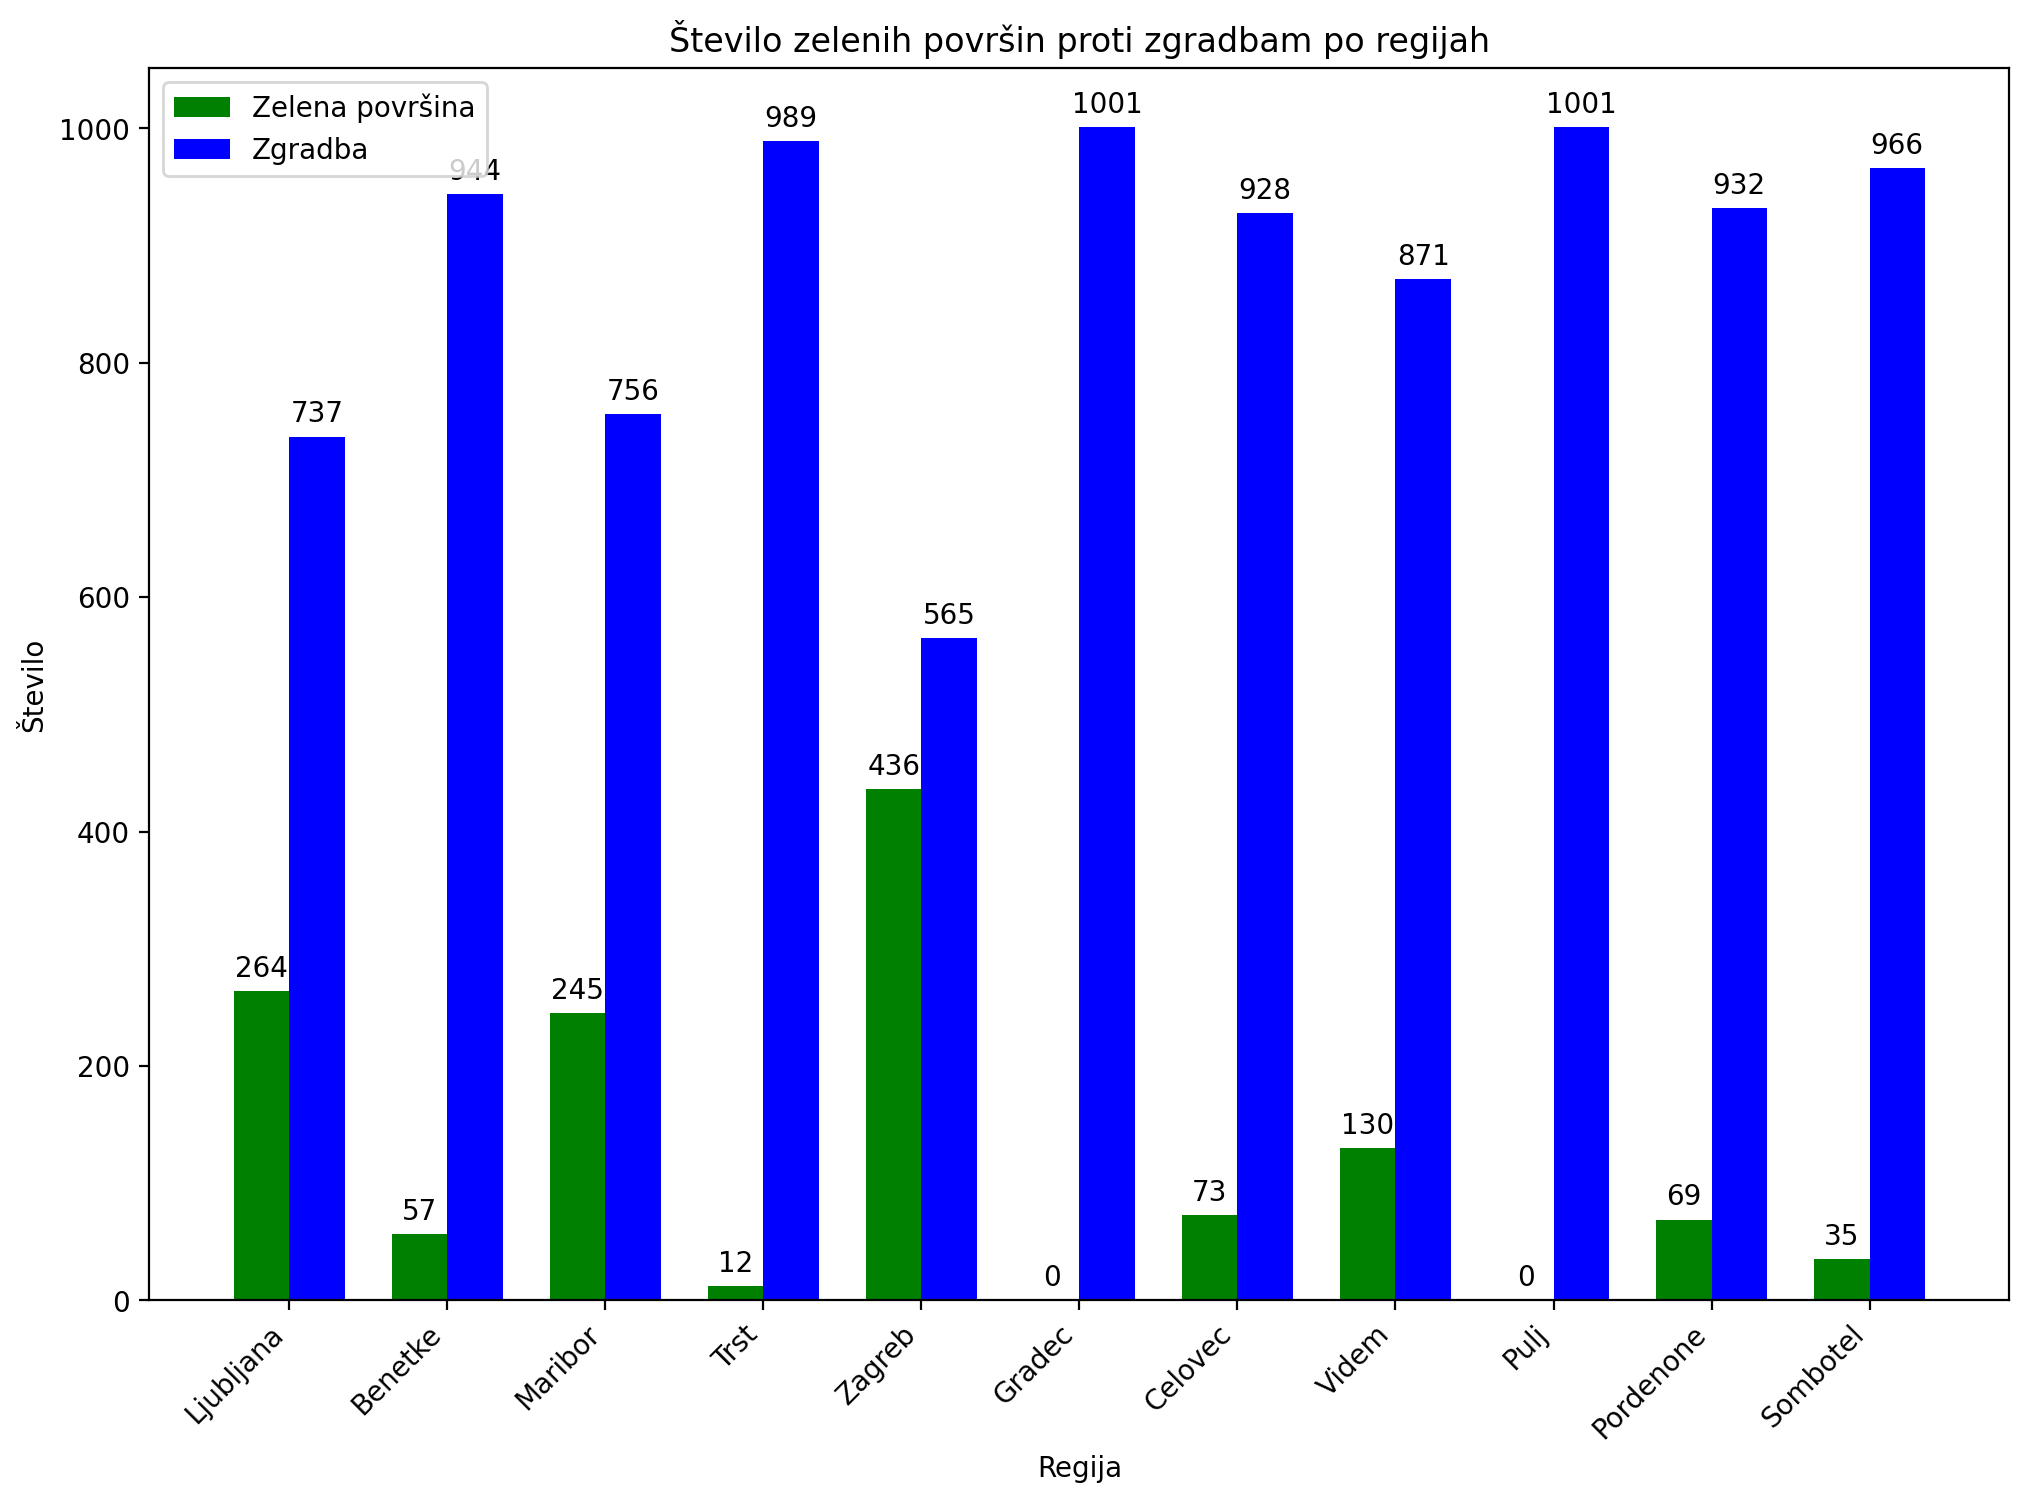 Število zelenih površin proti zgradbam po regijah
Zelena površina
Zgradba
1000
800
600
400
200
0
Število
264
737
57
944
245
756
12
989
436
565
0
1001
73
928
130
871
0
1001
69
932
35
966
Ljubljana
Benetke
Maribor
Trst
Zagreb
Gradec
Celovec
Videm
Pulj
Pordenone
Sombotel
Regija